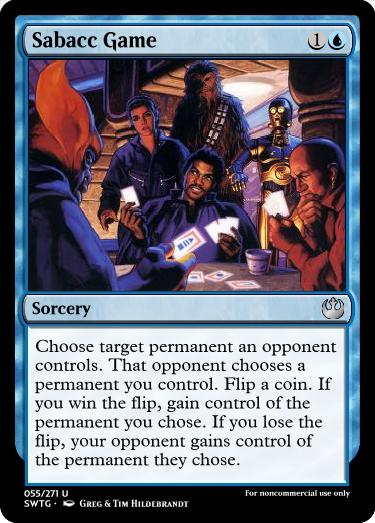 Sabacc Game 1
Sorcery
Choose target permanent an opponent
controls. That opponent chooses a
permanent you control. Flip a coin. If
you win the flip, gain control of the
permanent you chose. If you lose the
flip, your opponent gains control of
the permanent they chose.
055/271 U
SWTG · Greg & Tim Hildebrandt
For noncommercial use only